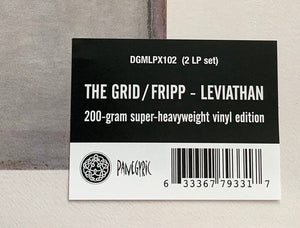 DGMLPX102 (2 LP set)
THE GRID/FRIPP - LEVIATHAN
200-gram super-heavyweight vinyl edition
PANEGYRIC
6 33367 79331 7